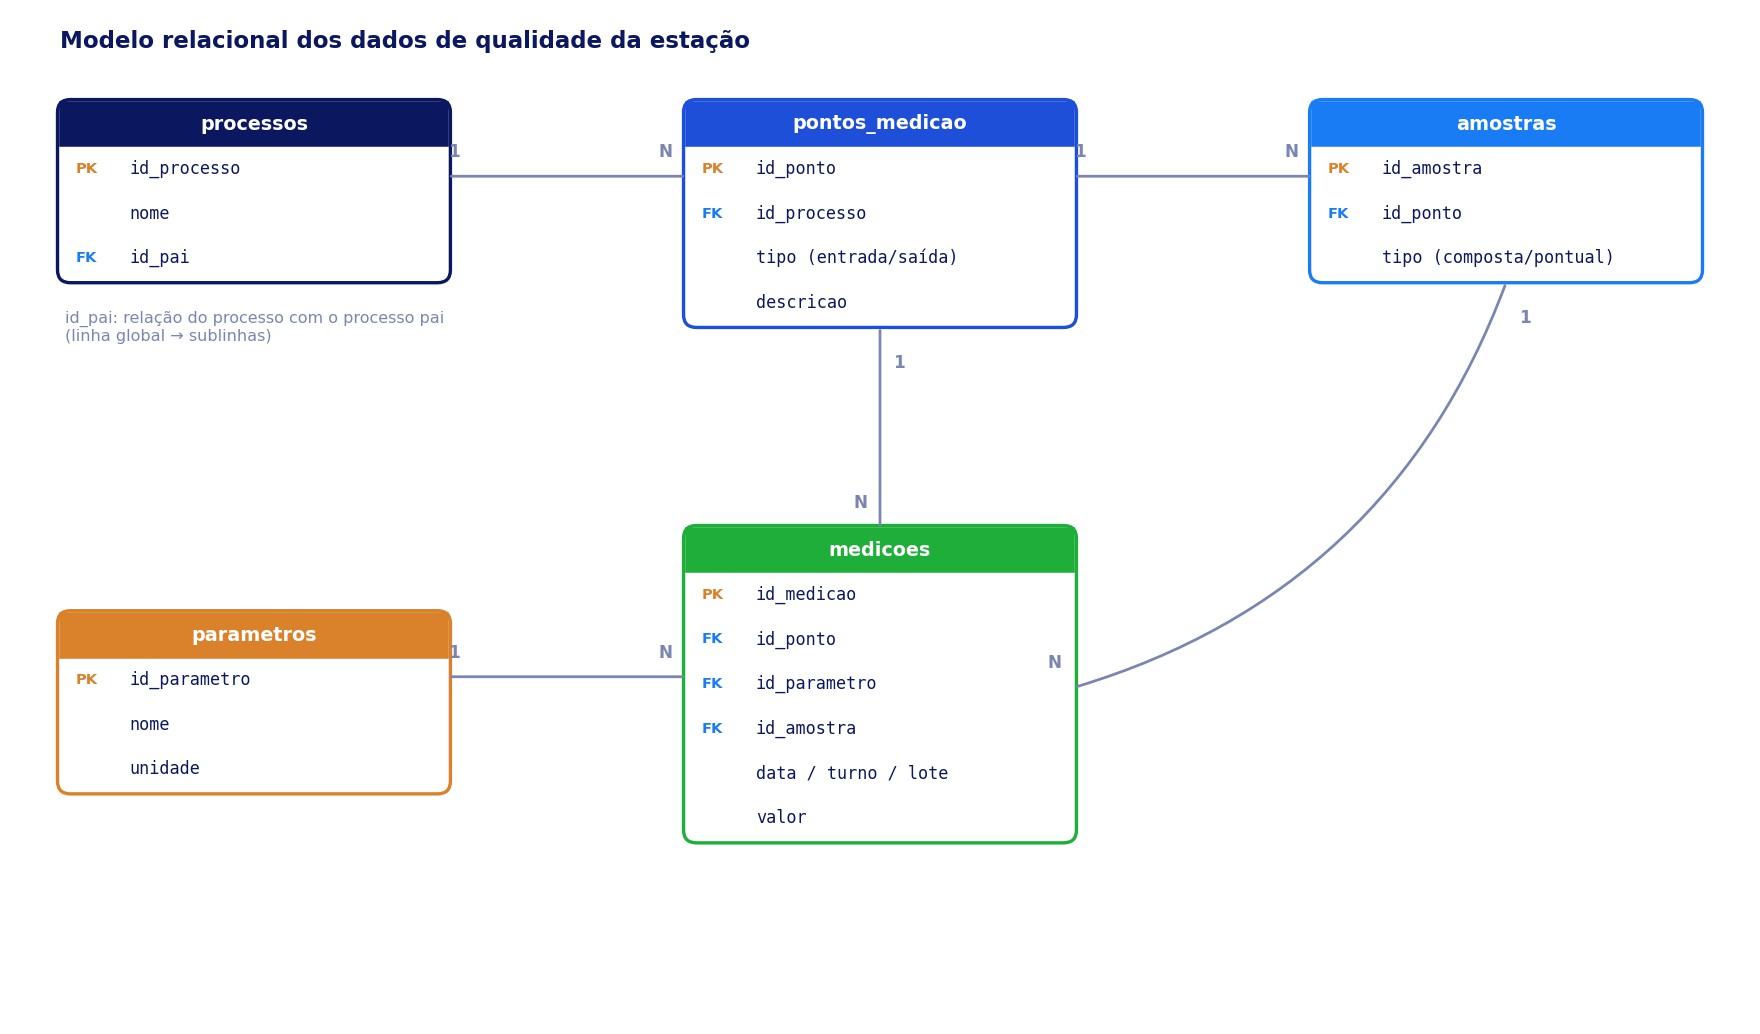 Modelo relacional dos dados de qualidade da estação
processos
PK id_processo
nome
FK id_pai
id_pai: relação do processo com o processo pai
(linha global → sublinhas)
1 N
pontos_medicao
PK id_ponto
FK id_processo
tipo (entrada/saída)
descricao
1 N
amostras
PK id_amostra
FK id_ponto
tipo (composta/pontual)
1
1
N
parametros
PK id_parametro
nome
unidade
1 N
medicoes
PK id_medicao
FK id_ponto
FK id_parametro
FK id_amostra
data / turno / lote
valor
N